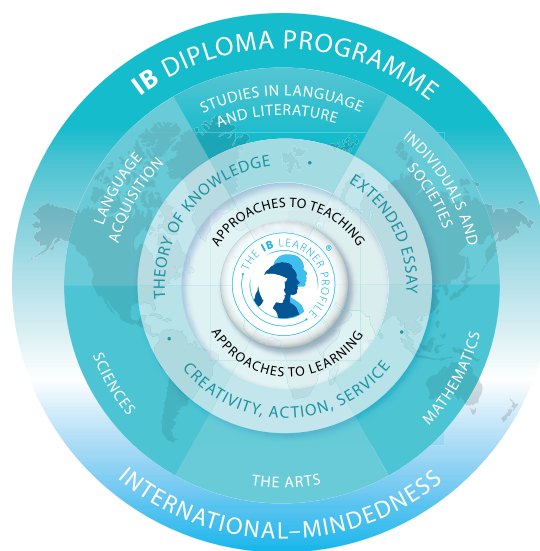 IB DIPLOMA PROGRAMME
STUDIES IN LANGUAGE
AND LITERATURE
LANGUAGE
ACQUISITION
INDIVIDUALS AND
SOCIETIES
THEORY OF KNOWLEDGE
EXTENDED ESSAY
APPROACHES TO TEACHING
THE IB LEARNER PROFILE
®
APPROACHES TO LEARNING
CREATIVITY, ACTION, SERVICE
SCIENCES
MATHEMATICS
THE ARTS
INTERNATIONAL–MINDEDNESS